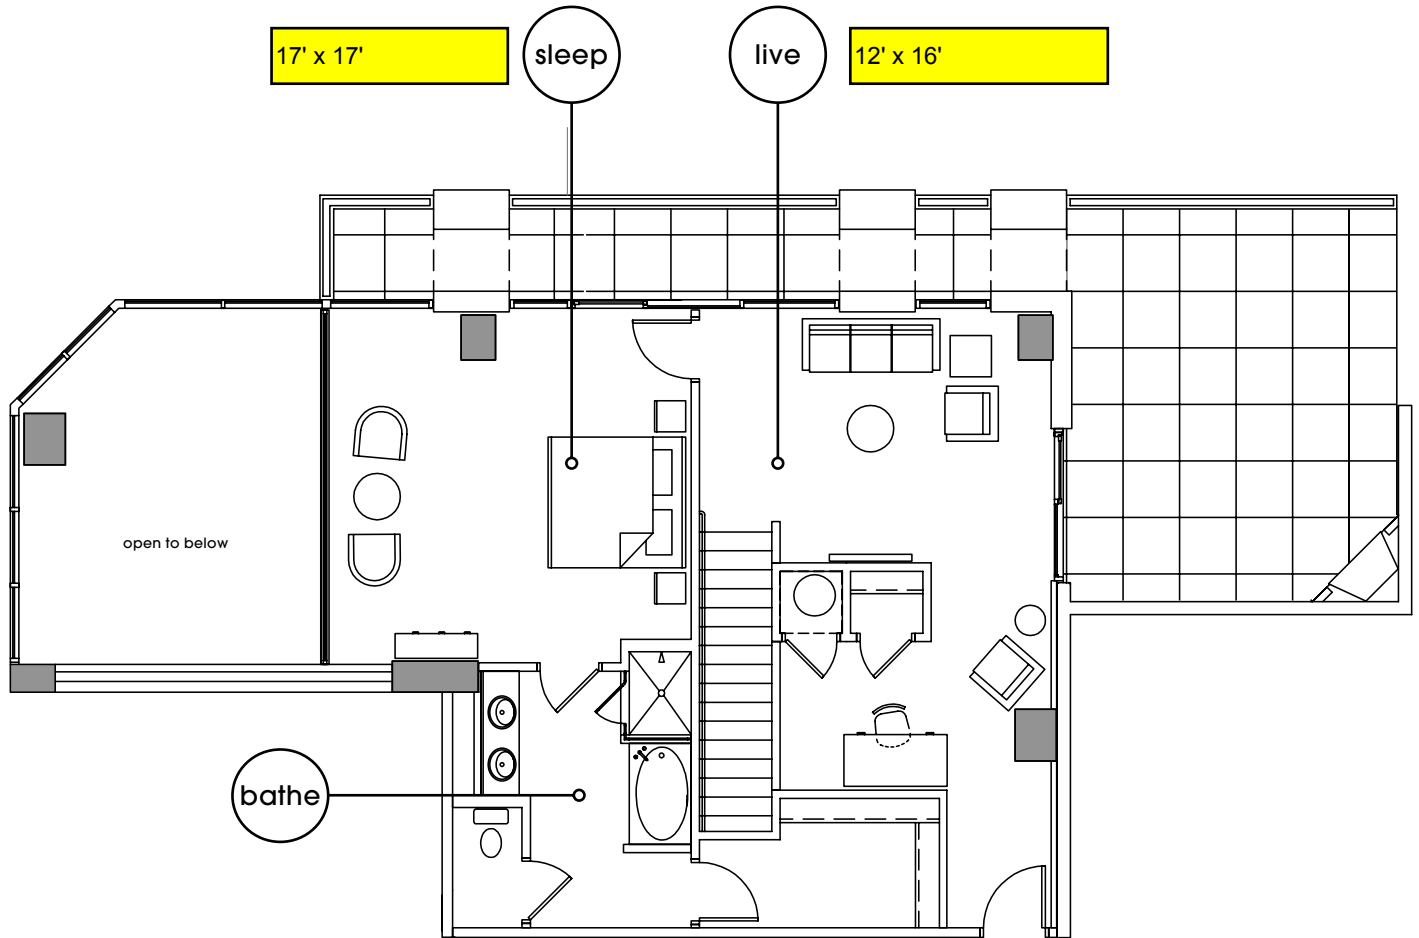 17' x 17'
sleep
live
12' x 16'
open to below
bathe